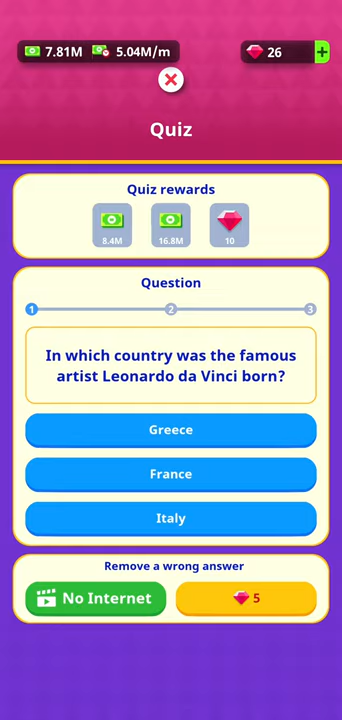 7.81M 5.04M/m 26 +
Quiz
Quiz rewards
8.4M 16.8M 10
Question
1 2 3
In which country was the famous
artist Leonardo da Vinci born?
Greece
France
Italy
Remove a wrong answer
No Internet 5